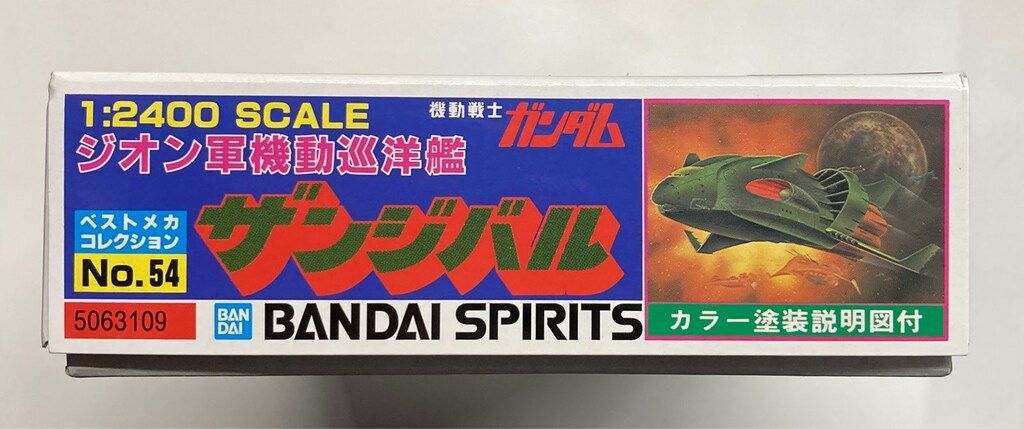 1:2400 SCALE
機動戦士 ガンダム
ジオン軍機動巡洋艦
ザンジバル
ベストメカ
コレクション
No.54
5063109
BAN
DAI
BANDAI SPIRITS
カラー塗装説明図付